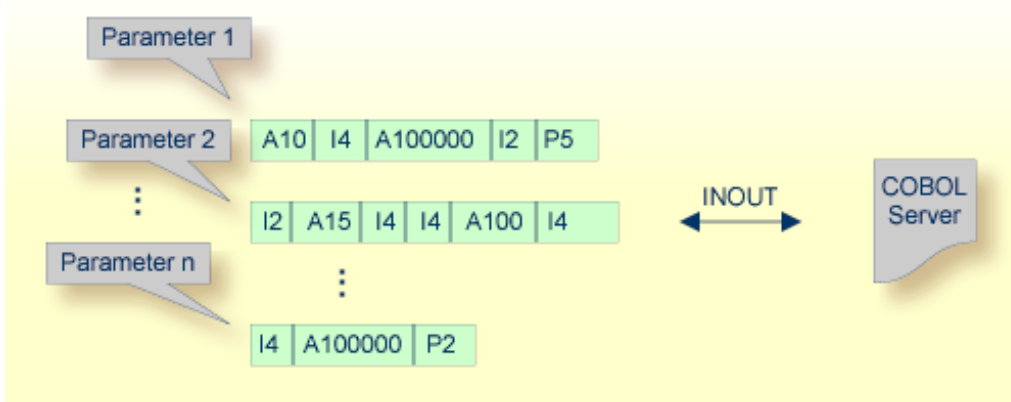 Parameter 1
Parameter 2
A10 I4 A100000 I2 P5
I2 A15 I4 I4 A100 I4
INOUT
COBOL
Server
Parameter n
I4 A100000 P2